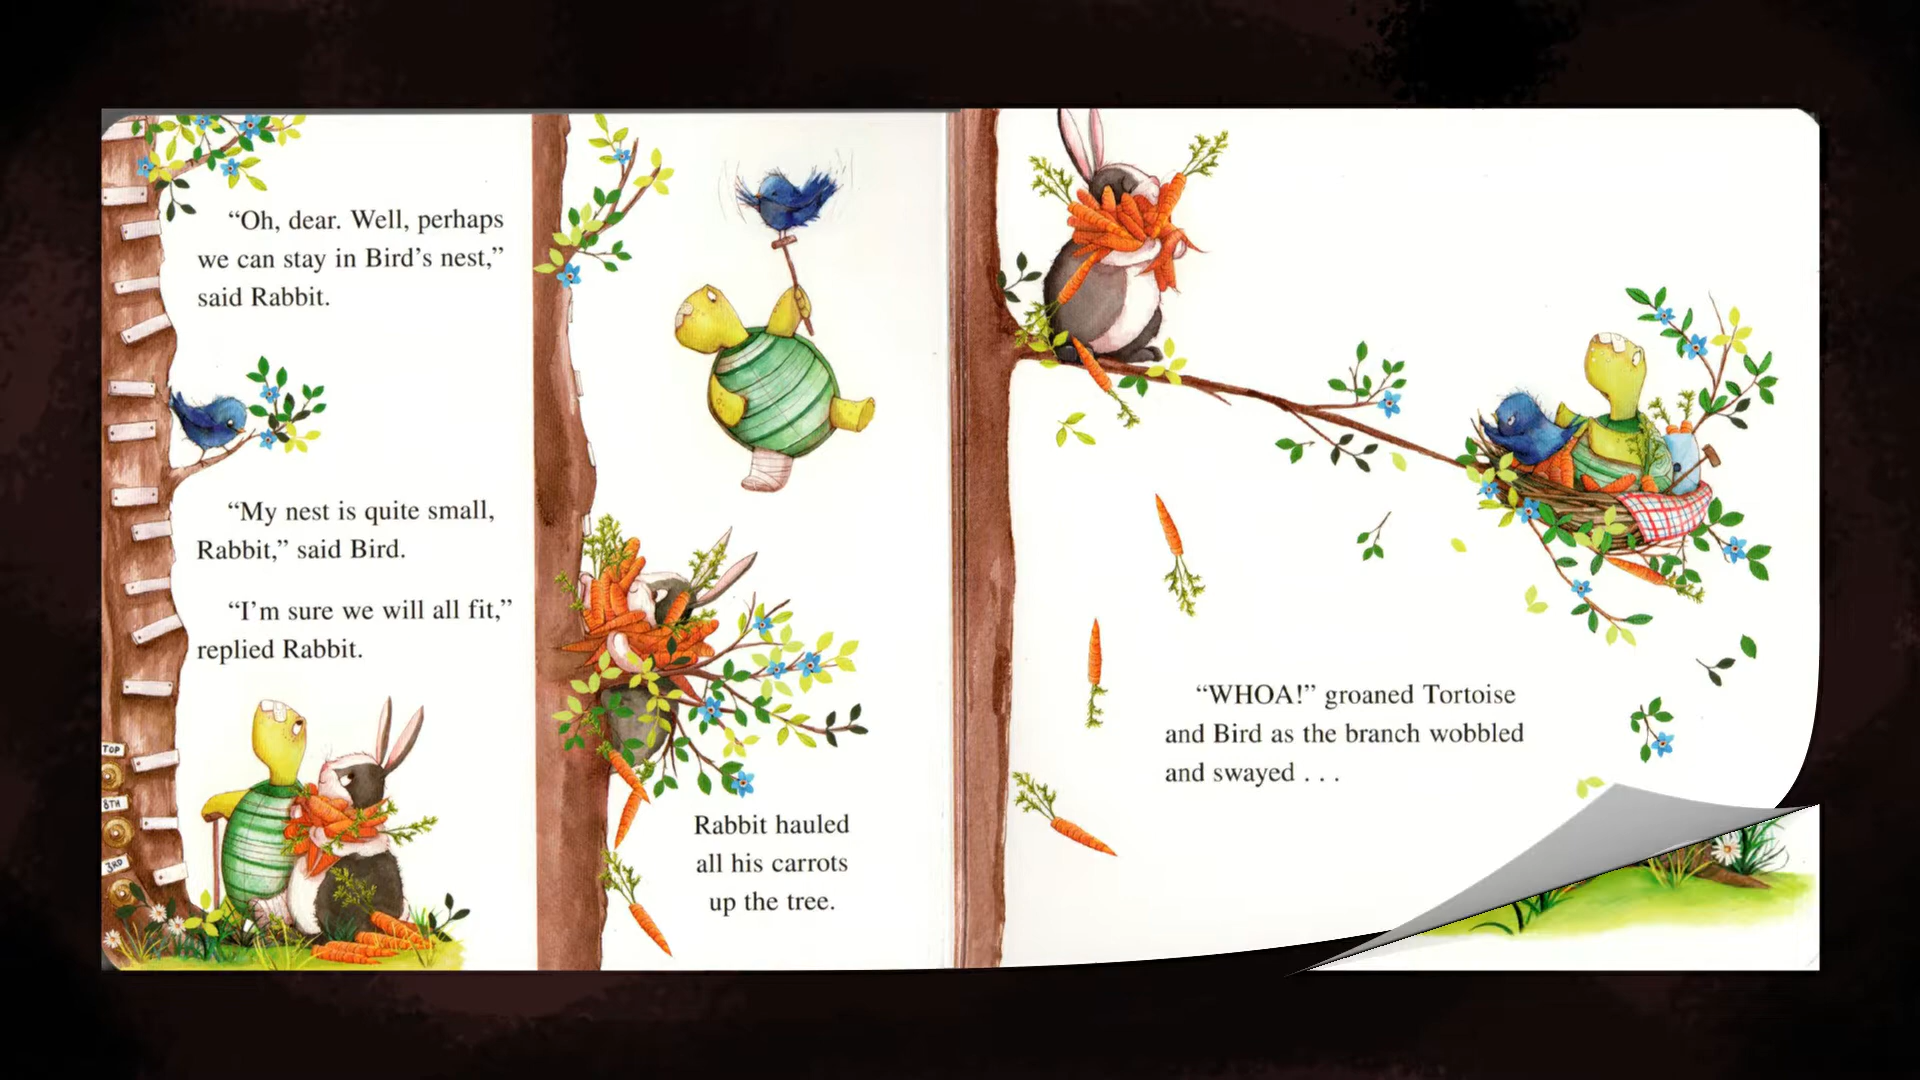 “Oh, dear. Well, perhaps
we can stay in Bird’s nest,”
said Rabbit.
“My nest is quite small,
Rabbit,” said Bird.
“I’m sure we will all fit,”
replied Rabbit.
TOP
8TH
3RD
Rabbit hauled
all his carrots
up the tree.
“WHOA!” groaned Tortoise
and Bird as the branch wobbled
and swayed . . .